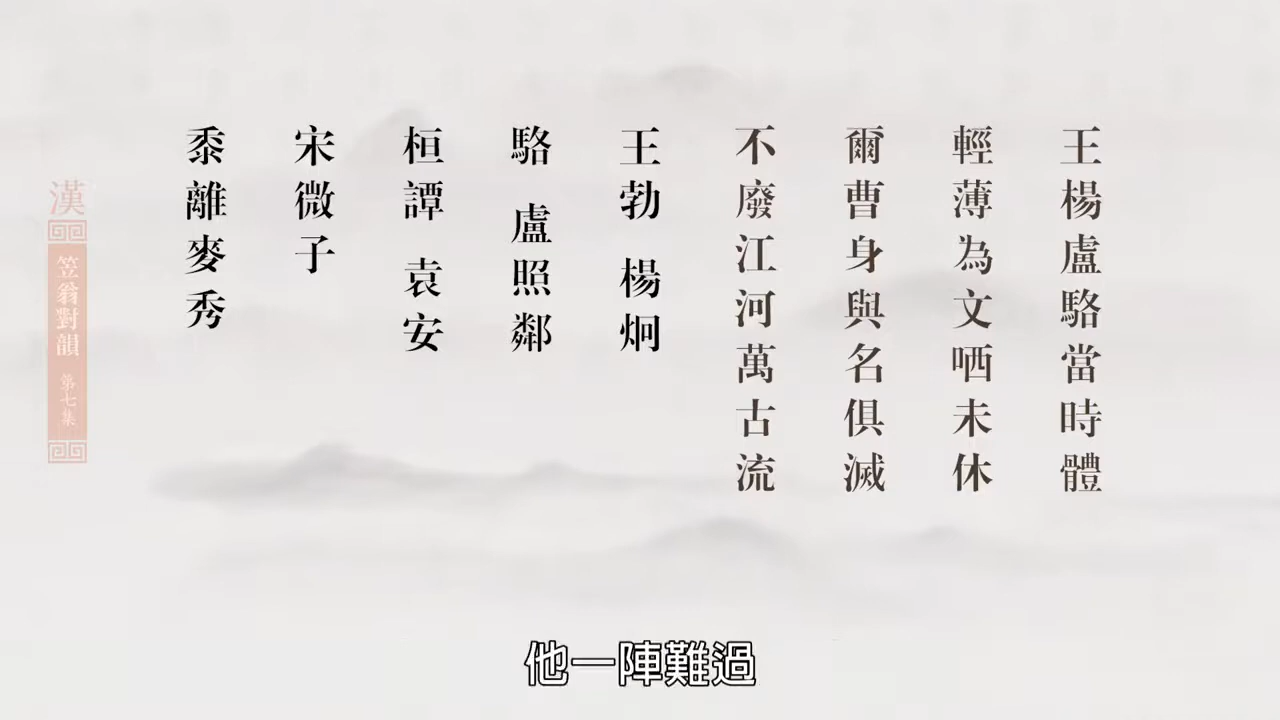 王楊盧駱當時體
輕薄為文哂未休
爾曹身與名俱滅
不廢江河萬古流
王勃 楊炯
駱 盧照鄰
桓譚 袁安
宋微子
黍離麥秀
漢
笠翁對韻 第七集
他一陣難過